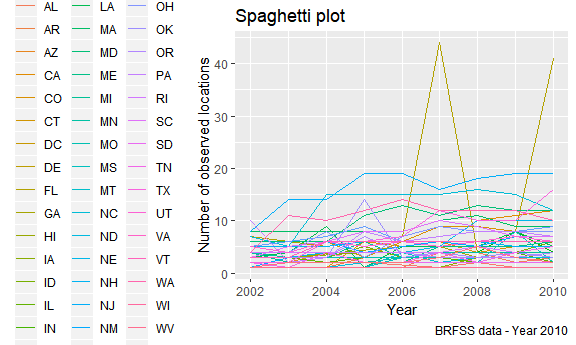 Spaghetti plot
AL LA OH
AR MA OK
AZ MD OR
CA ME PA
CO MI RI
CT MN SC
DC MO SD
DE MS TN
FL MT TX
GA NC UT
HI ND VA
IA NE VT
ID NH WA
IL NJ WI
IN NM WV
Number of observed locations
40
30
20
10
0
2002 2004 2006 2008 2010
Year
BRFSS data - Year 2010